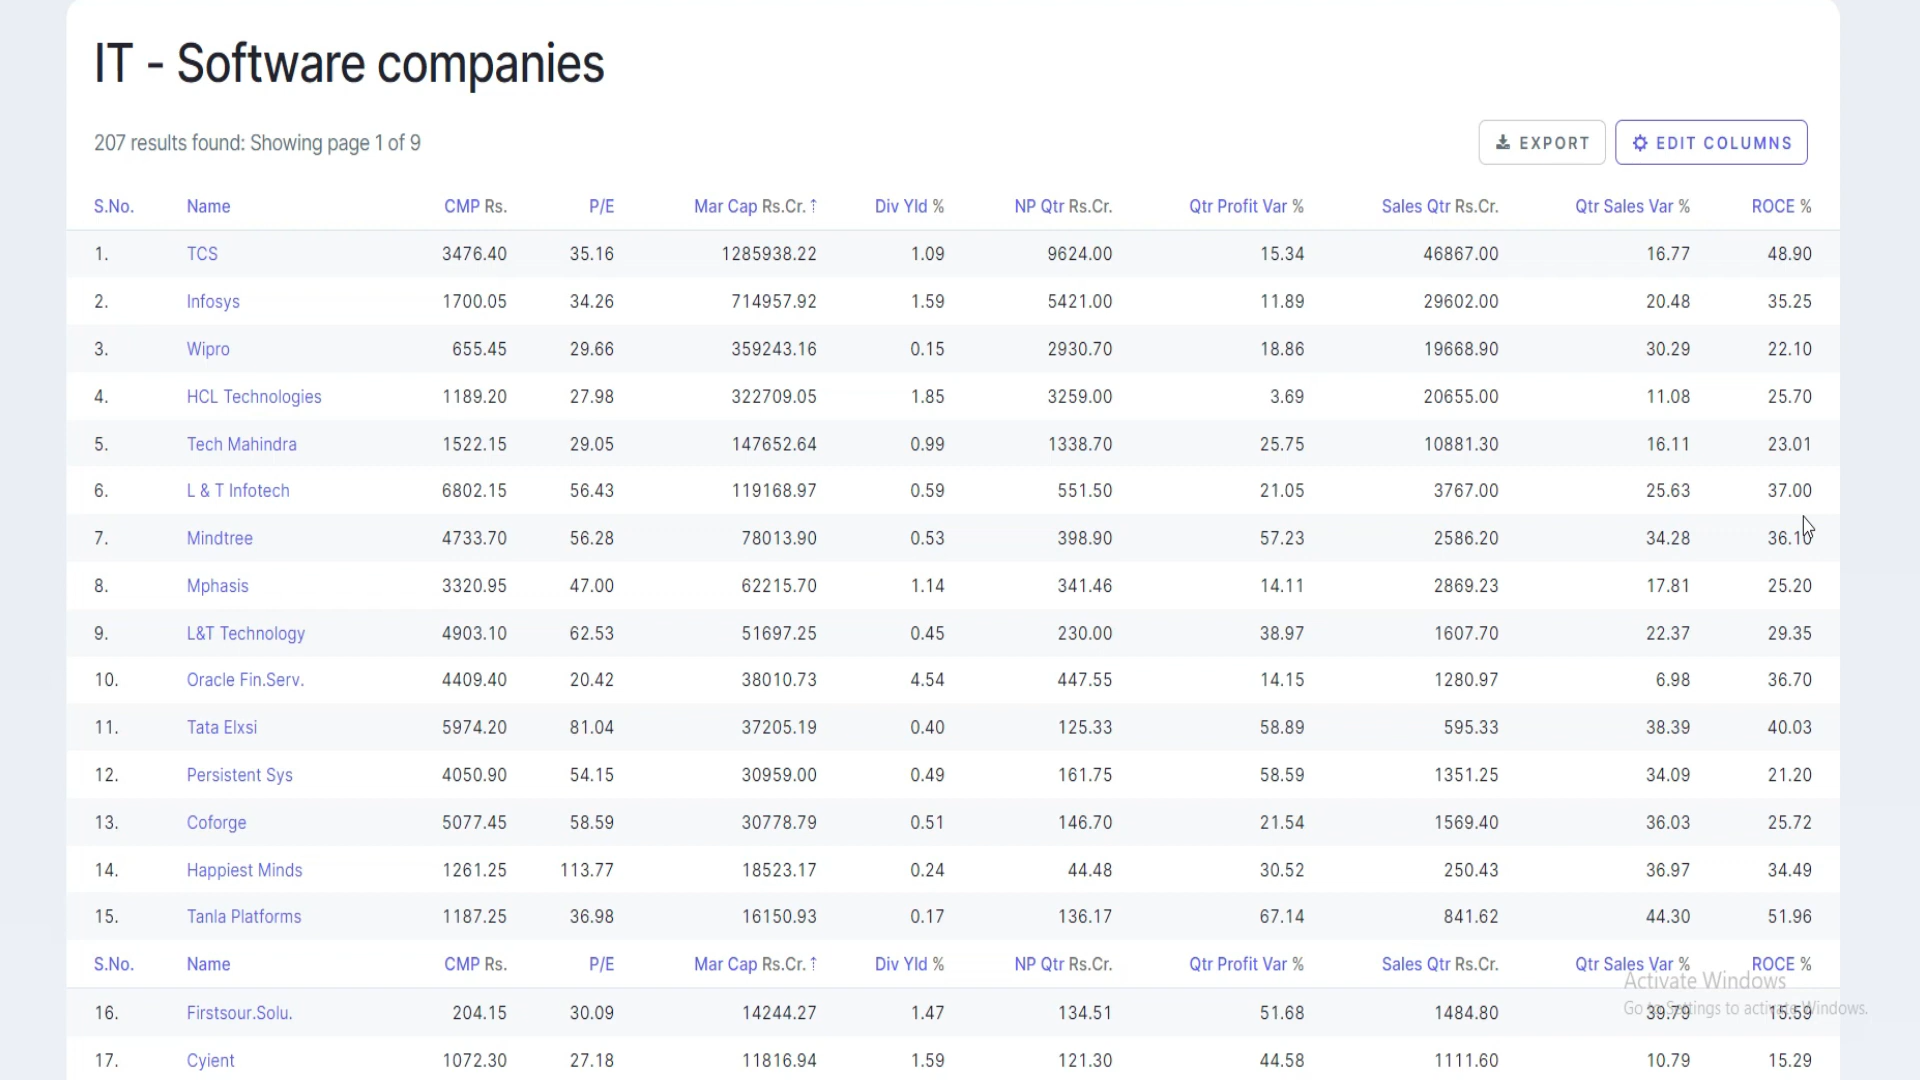 IT - Software companies
207 results found: Showing page 1 of 9
EXPORT EDIT COLUMNS
S.No. Name CMP Rs. P/E Mar Cap Rs.Cr.↑ Div Yld % NP Qtr Rs.Cr. Qtr Profit Var % Sales Qtr Rs.Cr. Qtr Sales Var % ROCE %
1. TCS 3476.40 35.16 1285938.22 1.09 9624.00 15.34 46867.00 16.77 48.90
2. Infosys 1700.05 34.26 714957.92 1.59 5421.00 11.89 29602.00 20.48 35.25
3. Wipro 655.45 29.66 359243.16 0.15 2930.70 18.86 19668.90 30.29 22.10
4. HCL Technologies 1189.20 27.98 322709.05 1.85 3259.00 3.69 20655.00 11.08 25.70
5. Tech Mahindra 1522.15 29.05 147652.64 0.99 1338.70 25.75 10881.30 16.11 23.01
6. L & T Infotech 6802.15 56.43 119168.97 0.59 551.50 21.05 3767.00 25.63 37.00
7. Mindtree 4733.70 56.28 78013.90 0.53 398.90 57.23 2586.20 34.28 36.10
8. Mphasis 3320.95 47.00 62215.70 1.14 341.46 14.11 2869.23 17.81 25.20
9. L&T Technology 4903.10 62.53 51697.25 0.45 230.00 38.97 1607.70 22.37 29.35
10. Oracle Fin.Serv. 4409.40 20.42 38010.73 4.54 447.55 14.15 1280.97 6.98 36.70
11. Tata Elxsi 5974.20 81.04 37205.19 0.40 125.33 58.89 595.33 38.39 40.03
12. Persistent Sys 4050.90 54.15 30959.00 0.49 161.75 58.59 1351.25 34.09 21.20
13. Coforge 5077.45 58.59 30778.79 0.51 146.70 21.54 1569.40 36.03 25.72
14. Happiest Minds 1261.25 113.77 18523.17 0.24 44.48 30.52 250.43 36.97 34.49
15. Tanla Platforms 1187.25 36.98 16150.93 0.17 136.17 67.14 841.62 44.30 51.96
S.No. Name CMP Rs. P/E Mar Cap Rs.Cr.↑ Div Yld % NP Qtr Rs.Cr. Qtr Profit Var % Sales Qtr Rs.Cr. Qtr Sales Var % ROCE %
Activate Windows
Go to Settings to activate Windows.
16. Firstsour.Solu. 204.15 30.09 14244.27 1.47 134.51 51.68 1484.80 39.79 15.59
17. Cyient 1072.30 27.18 11816.94 1.59 121.30 44.58 1111.60 10.79 15.29